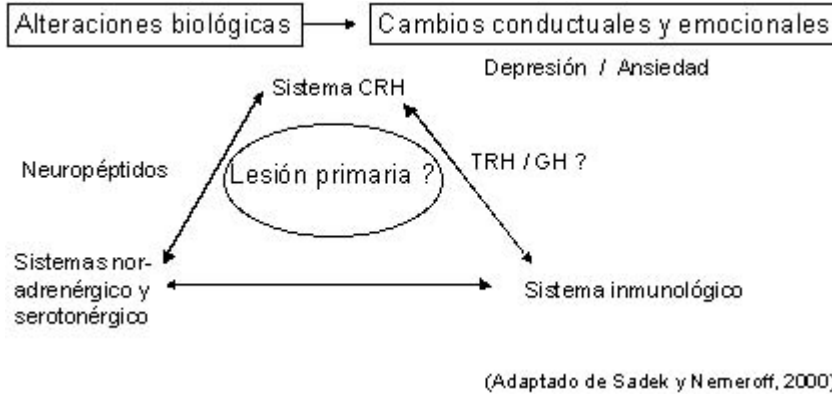 Alteraciones biológicas
Cambios conductuales y emocionales
Depresión / Ansiedad
Sistema CRH
Neuropéptidos
Lesión primaria ?
TRH / GH ?
Sistemas nor-
adrenérgico y
serotonérgico
Sistema inmunológico
(Adaptado de Sadek y Nemeroff, 2000)